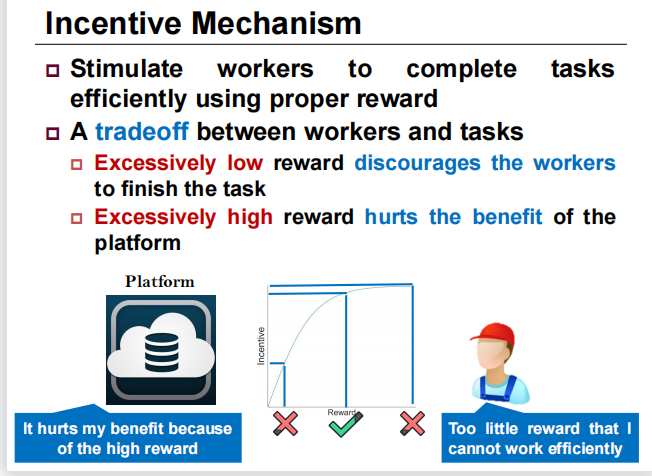 Incentive Mechanism
Stimulate workers to complete tasks
efficiently using proper reward
A tradeoff between workers and tasks
Excessively low reward discourages the workers
to finish the task
Excessively high reward hurts the benefit of the
platform
Platform
Incentive
Reward
It hurts my benefit because
of the high reward
Too little reward that I
cannot work efficiently